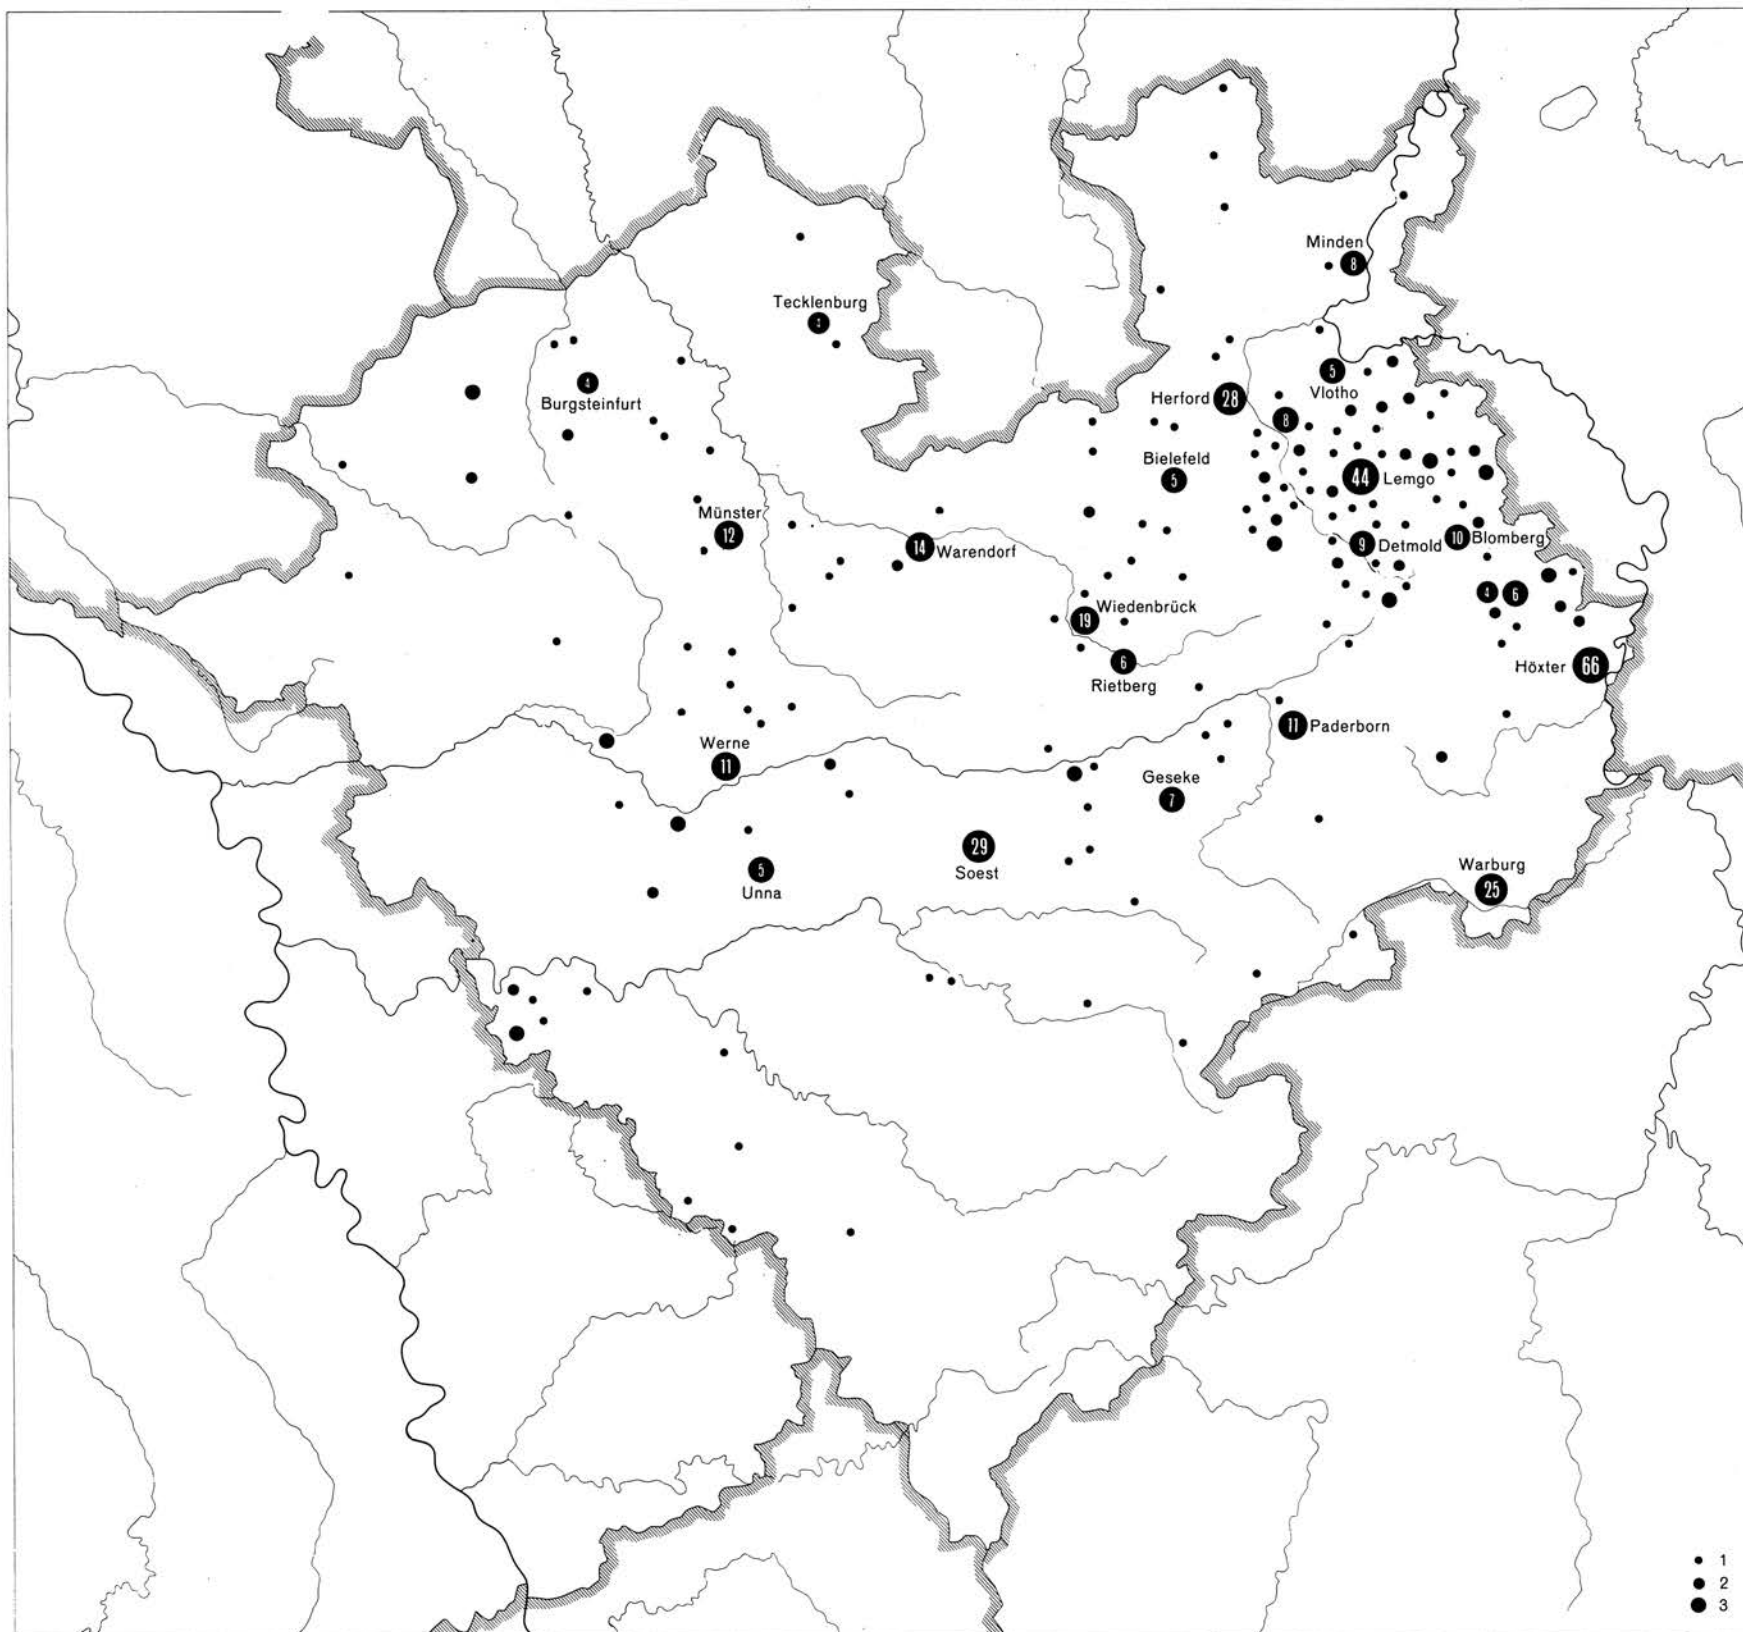 Minden
8
Tecklenburg
3
5
Vlotho
4
Burgsteinfurt
Herford 28
8
Bielefeld
5
44 Lemgo
Münster
12
14 Warendorf
9 Detmold
10 Blomberg
4
6
Wiedenbrück
19
6
Rietberg
Höxter 66
11 Paderborn
Werne
11
Geseke
7
29
Soest
5
Unna
Warburg
25
1
2
3